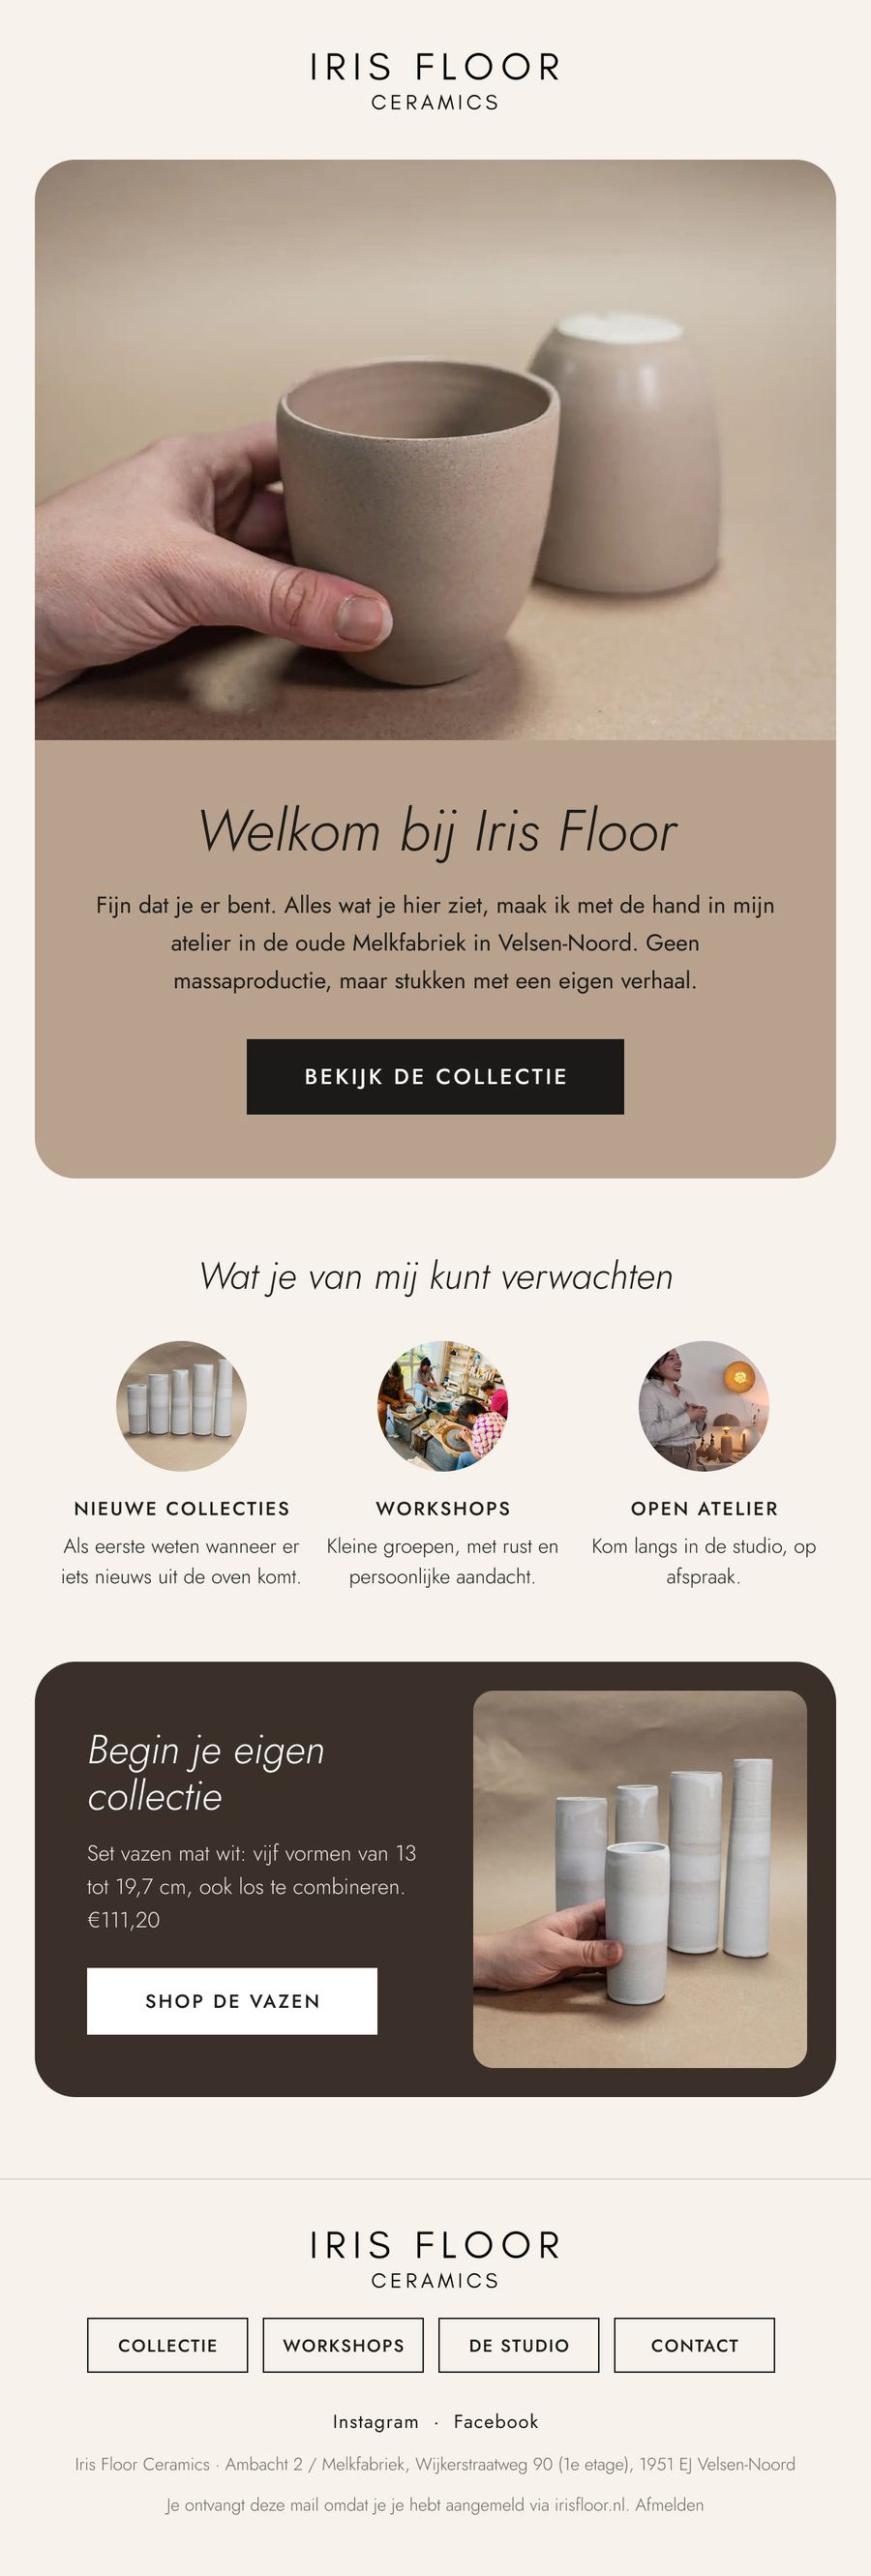 IRIS FLOOR
CERAMICS
Welkom bij Iris Floor
Fijn dat je er bent. Alles wat je hier ziet, maak ik met de hand in mijn
atelier in de oude Melkfabriek in Velsen-Noord. Geen
massaproductie, maar stukken met een eigen verhaal.
BEKIJK DE COLLECTIE
Wat je van mij kunt verwachten
NIEUWE COLLECTIES
Als eerste weten wanneer er
iets nieuws uit de oven komt.
WORKSHOPS
Kleine groepen, met rust en
persoonlijke aandacht.
OPEN ATELIER
Kom langs in de studio, op
afspraak.
Begin je eigen
collectie
Set vazen mat wit: vijf vormen van 13
tot 19,7 cm, ook los te combineren.
€111,20
SHOP DE VAZEN
IRIS FLOOR
CERAMICS
COLLECTIE
WORKSHOPS
DE STUDIO
CONTACT
Instagram · Facebook
Iris Floor Ceramics · Ambacht 2 / Melkfabriek, Wijkerstraatweg 90 (1e etage), 1951 EJ Velsen-Noord
Je ontvangt deze mail omdat je je hebt aangemeld via irisfloor.nl. Afmelden